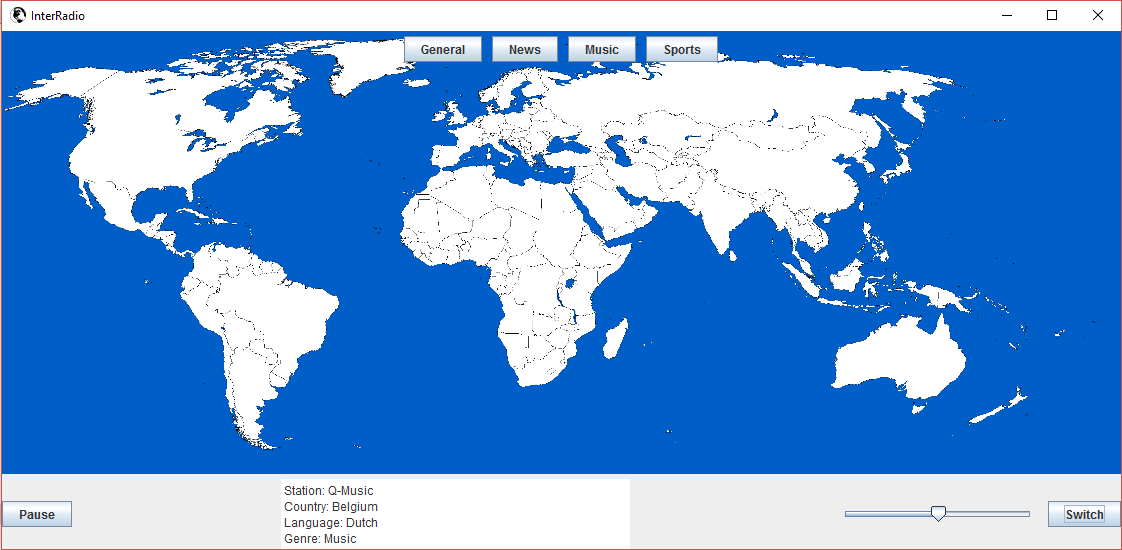 InterRadio
General News Music Sports
Pause
Station: Q-Music
Country: Belgium
Language: Dutch
Genre: Music
Switch